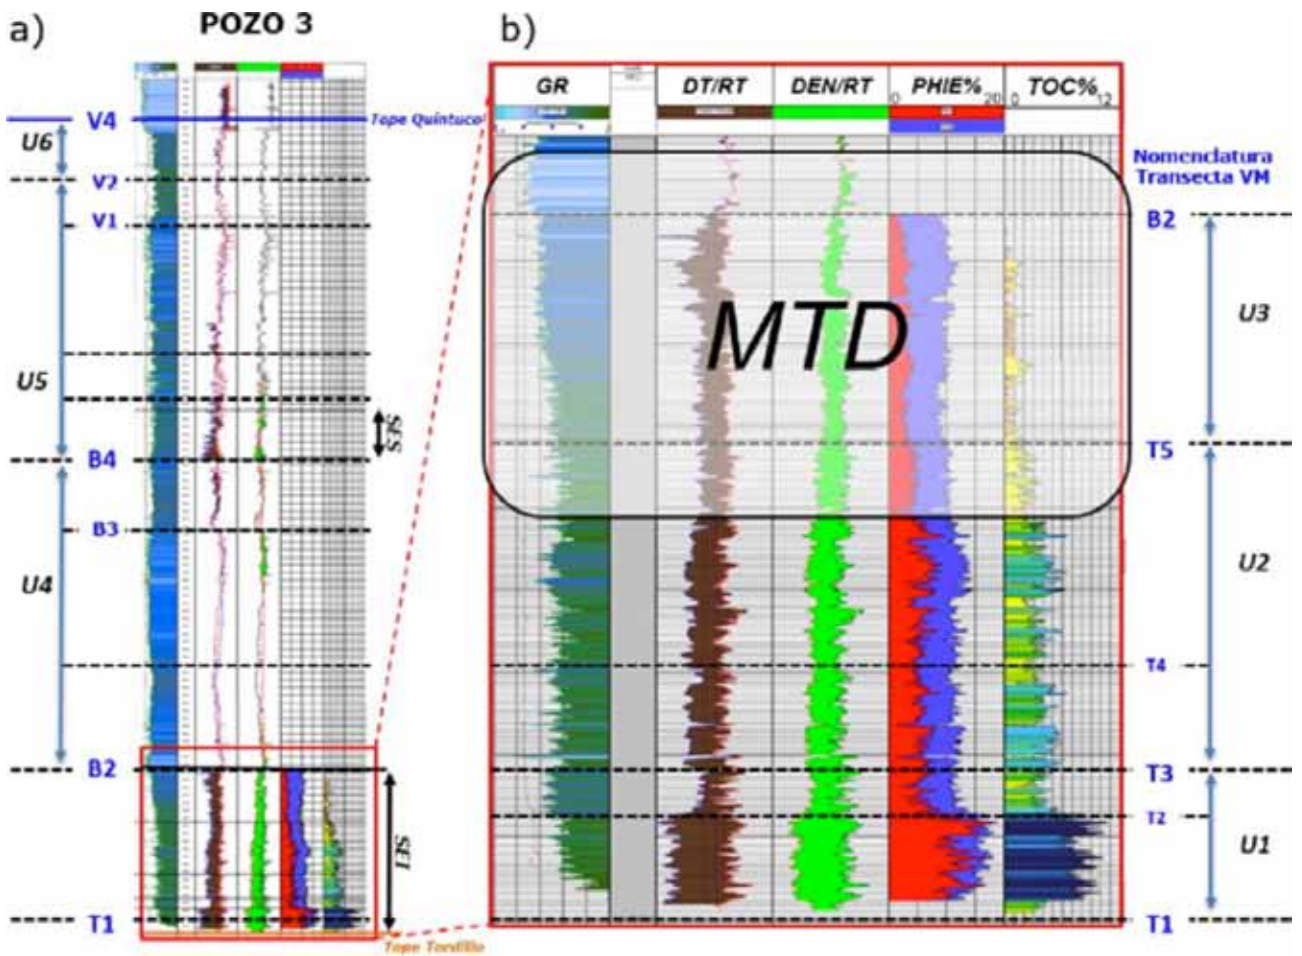 a)
POZO 3
V4
Tope Quintuco
U6
V2
V1
U5
SES
B4
B3
U4
B2
SEI
T1
Tope Tordillo
b)
GR
DT/RT
DEN/RT
PHIE%
TOC%
0
20
0
12
Nomenclatura
Transecta VM
B2
U3
MTD
T5
U2
T4
T3
T2
U1
T1